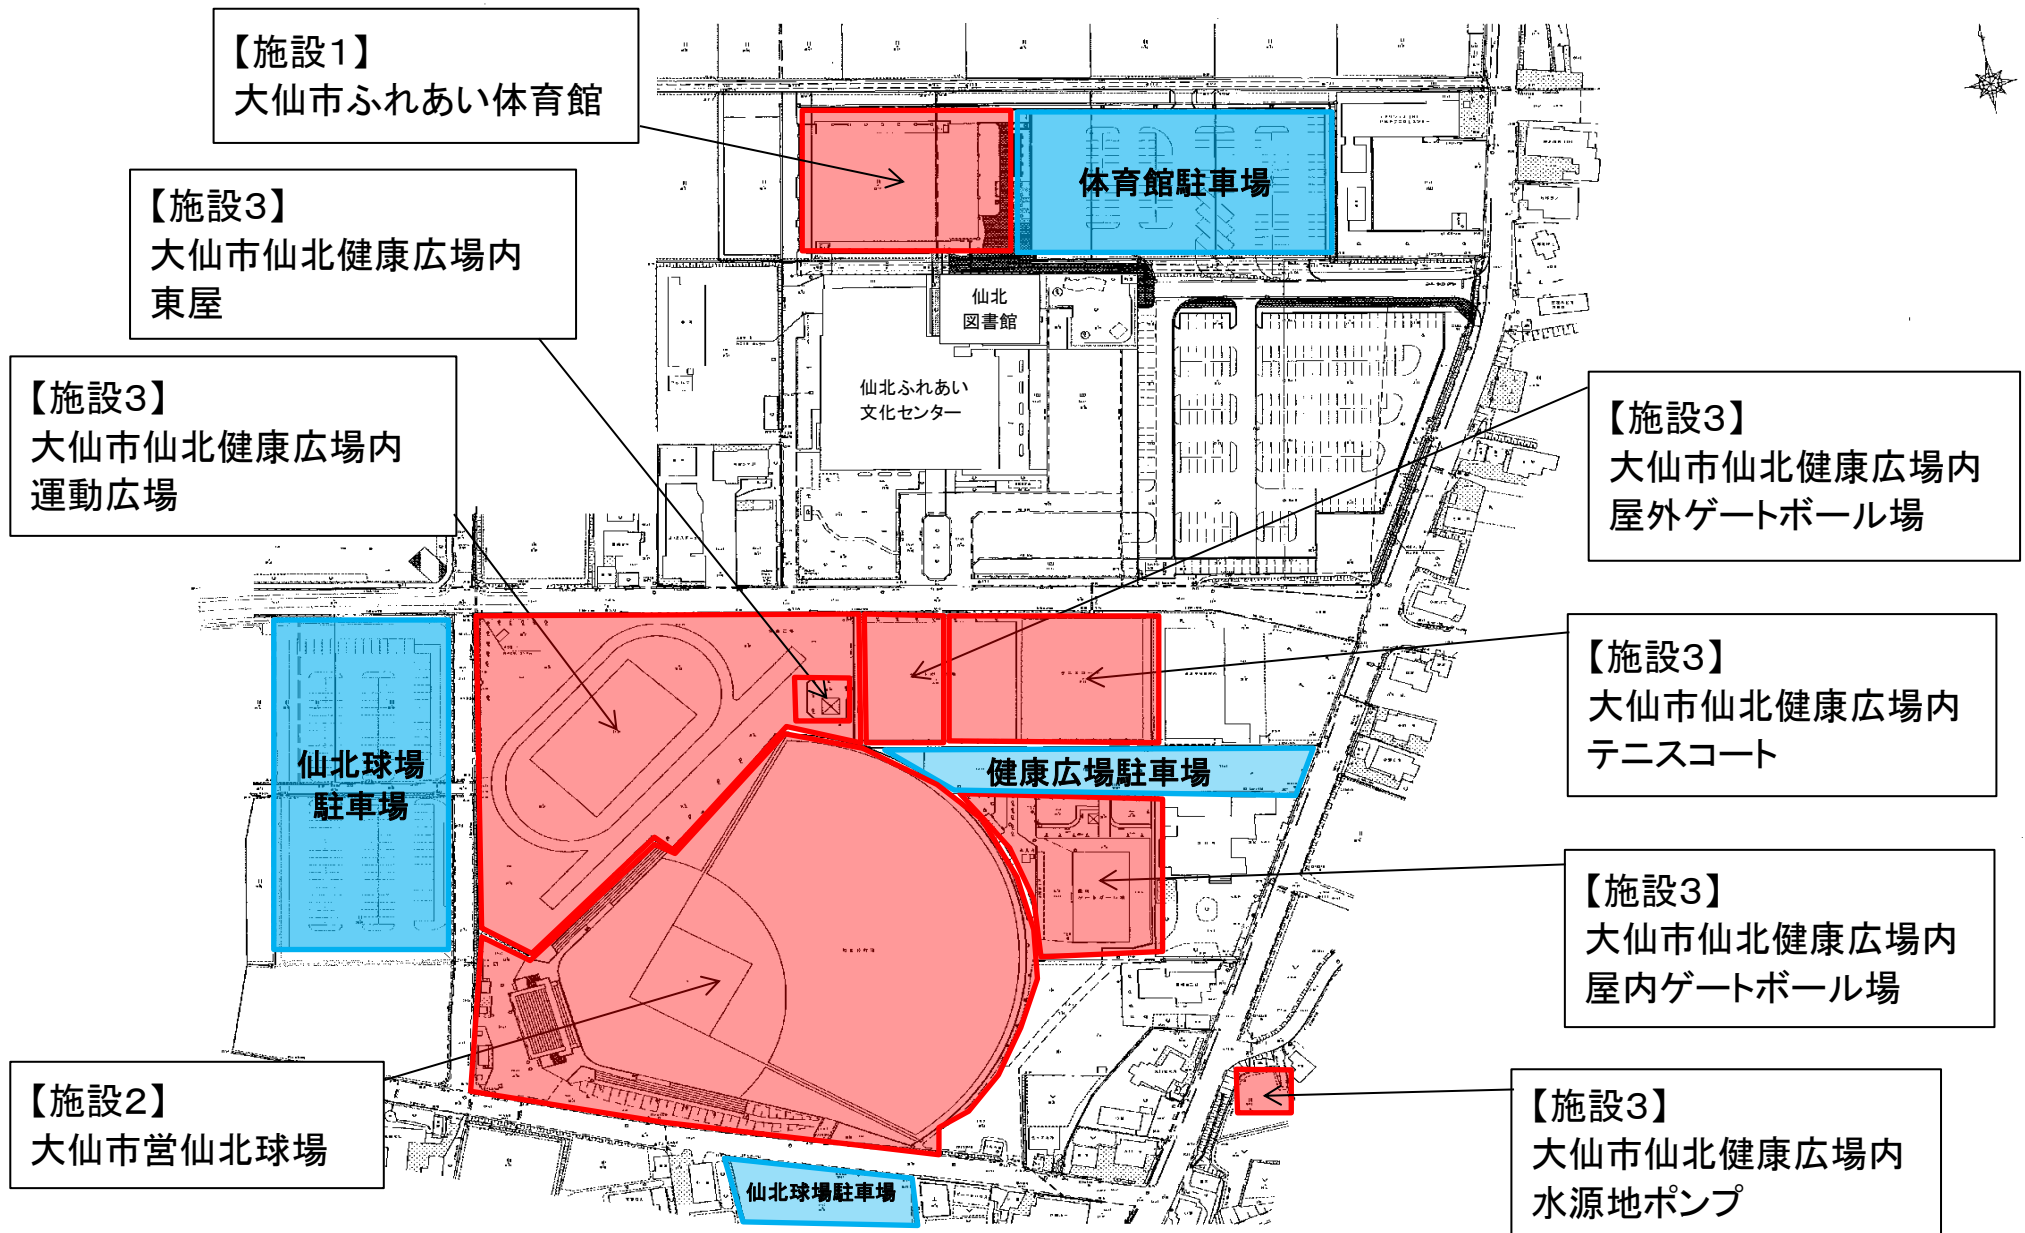 【施設1】
大仙市ふれあい体育館
【施設3】
大仙市仙北健康広場内
東屋
【施設3】
大仙市仙北健康広場内
運動広場
体育館駐車場
仙北
図書館
仙北ふれあい
文化センター
【施設3】
大仙市仙北健康広場内
屋外ゲートボール場
【施設3】
大仙市仙北健康広場内
テニスコート
仙北球場
駐車場
健康広場駐車場
【施設3】
大仙市仙北健康広場内
屋内ゲートボール場
【施設2】
大仙市営仙北球場
仙北球場駐車場
【施設3】
大仙市仙北健康広場内
水源地ポンプ